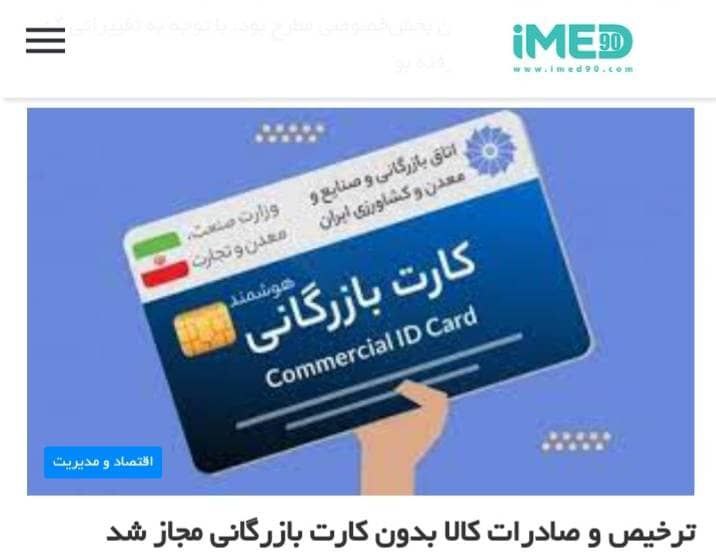 iMED90
www.imed90.com
اتاق بازرگانی و صنایع و
معدن و کشاورزی ایران
وزارت صنعت،
معدن و تجارت
کارت بازرگانی
هوشمند
Commercial ID Card
اقتصاد و مدیریت
ترخیص و صادرات کالا بدون کارت بازرگانی مجاز شد